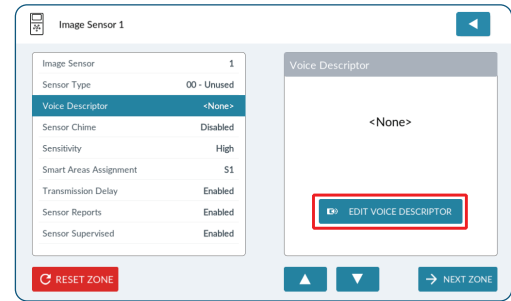 Image Sensor 1
Image Sensor 1
Sensor Type 00 - Unused
Voice Descriptor <None>
Sensor Chime Disabled
Sensitivity High
Smart Areas Assignment S1
Transmission Delay Enabled
Sensor Reports Enabled
Sensor Supervised Enabled
Voice Descriptor
<None>
EDIT VOICE DESCRIPTOR
RESET ZONE
NEXT ZONE